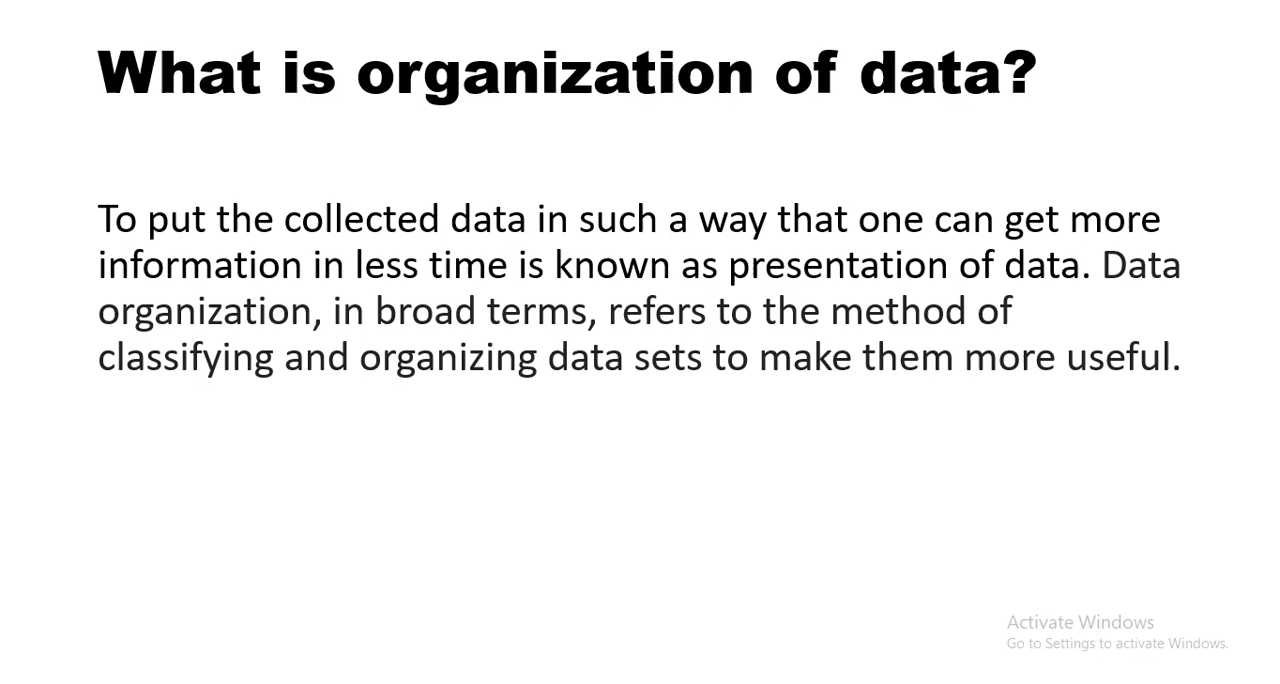 What is organization of data?
To put the collected data in such a way that one can get more
information in less time is known as presentation of data. Data
organization, in broad terms, refers to the method of
classifying and organizing data sets to make them more useful.
Activate Windows
Go to Settings to activate Windows.